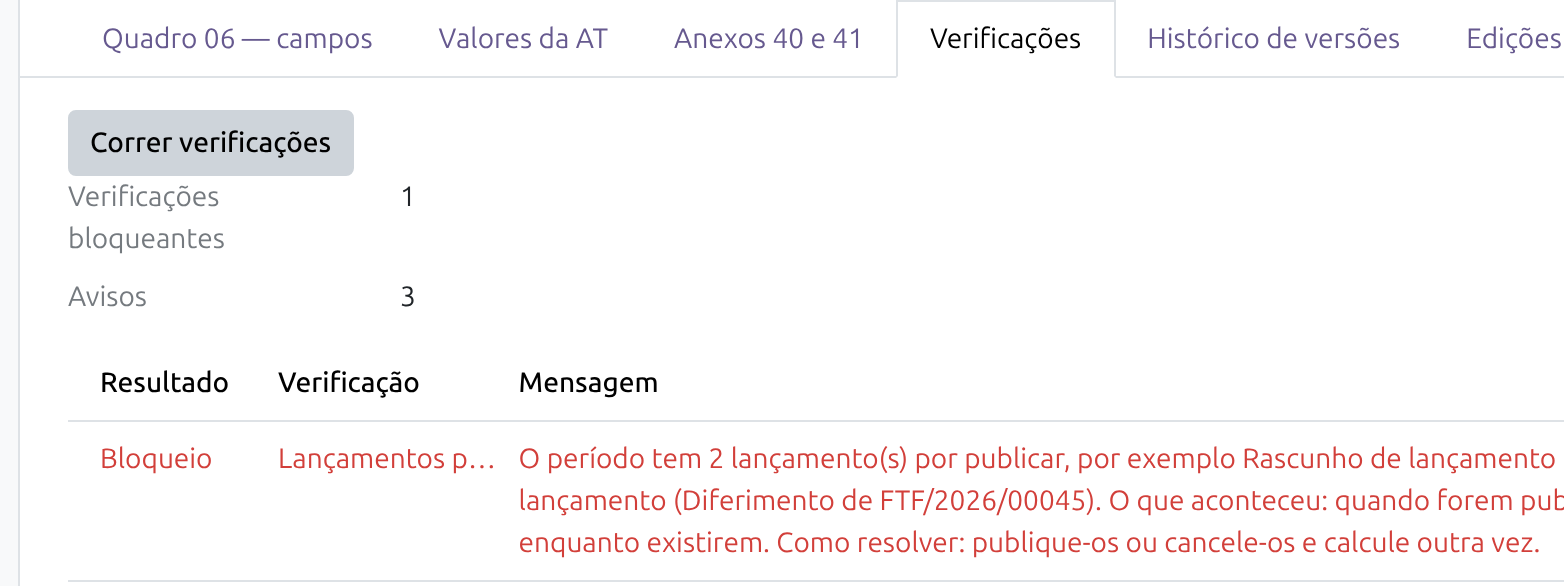 Quadro 06 — campos
Valores da AT
Anexos 40 e 41
Verificações
Histórico de versões
Edições
Correr verificações
Verificações bloqueantes 1
Avisos 3
Resultado Verificação Mensagem
Bloqueio Lançamentos p... O período tem 2 lançamento(s) por publicar, por exemplo Rascunho de lançamento
lançamento (Diferimento de FTF/2026/00045). O que aconteceu: quando forem pub
enquanto existirem. Como resolver: publique-os ou cancele-os e calcule outra vez.